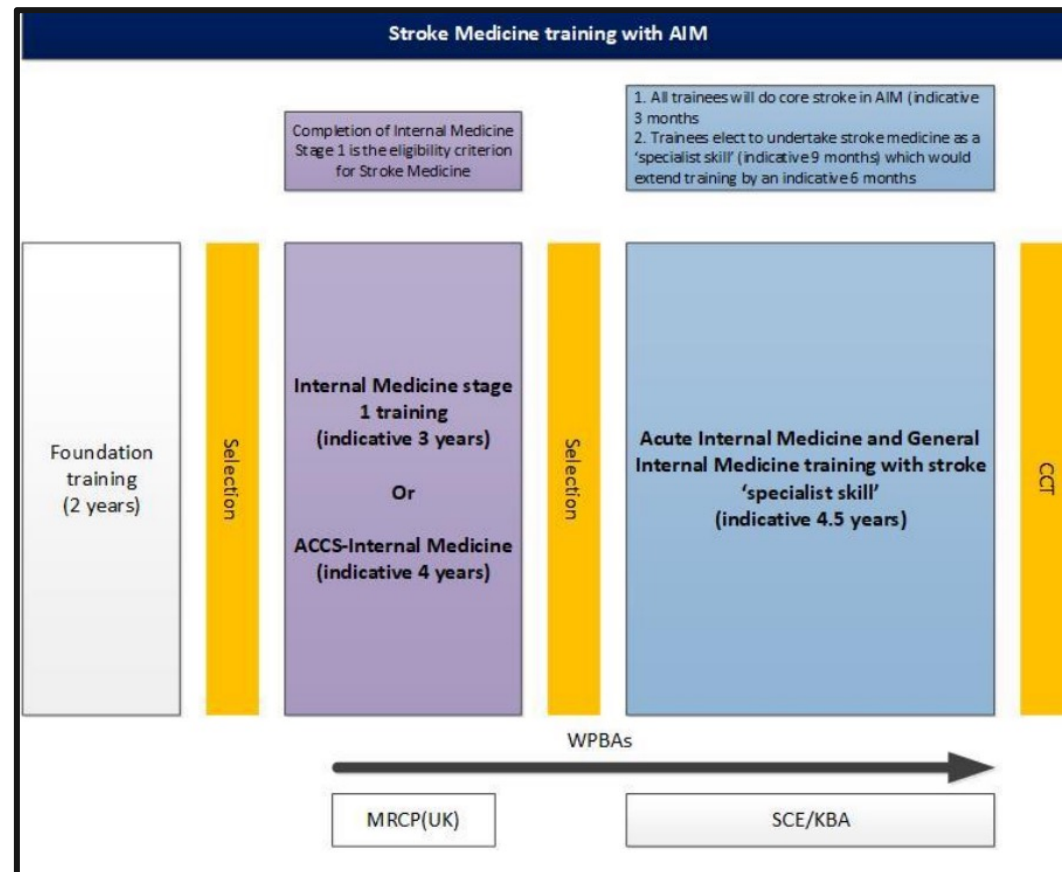 Stroke Medicine training with AIM
Completion of Internal Medicine
Stage 1 is the eligibility criterion
for Stroke Medicine
1. All trainees will do core stroke in AIM (indicative
3 months
2. Trainees elect to undertake stroke medicine as a
‘specialist skill’ (indicative 9 months) which would
extend training by an indicative 6 months
Foundation
training
(2 years)
Selection
Internal Medicine stage
1 training
(indicative 3 years)
Or
ACCS-Internal Medicine
(indicative 4 years)
Selection
Acute Internal Medicine and General
Internal Medicine training with stroke
‘specialist skill’
(indicative 4.5 years)
CCT
WPBAs
MRCP(UK)
SCE/KBA